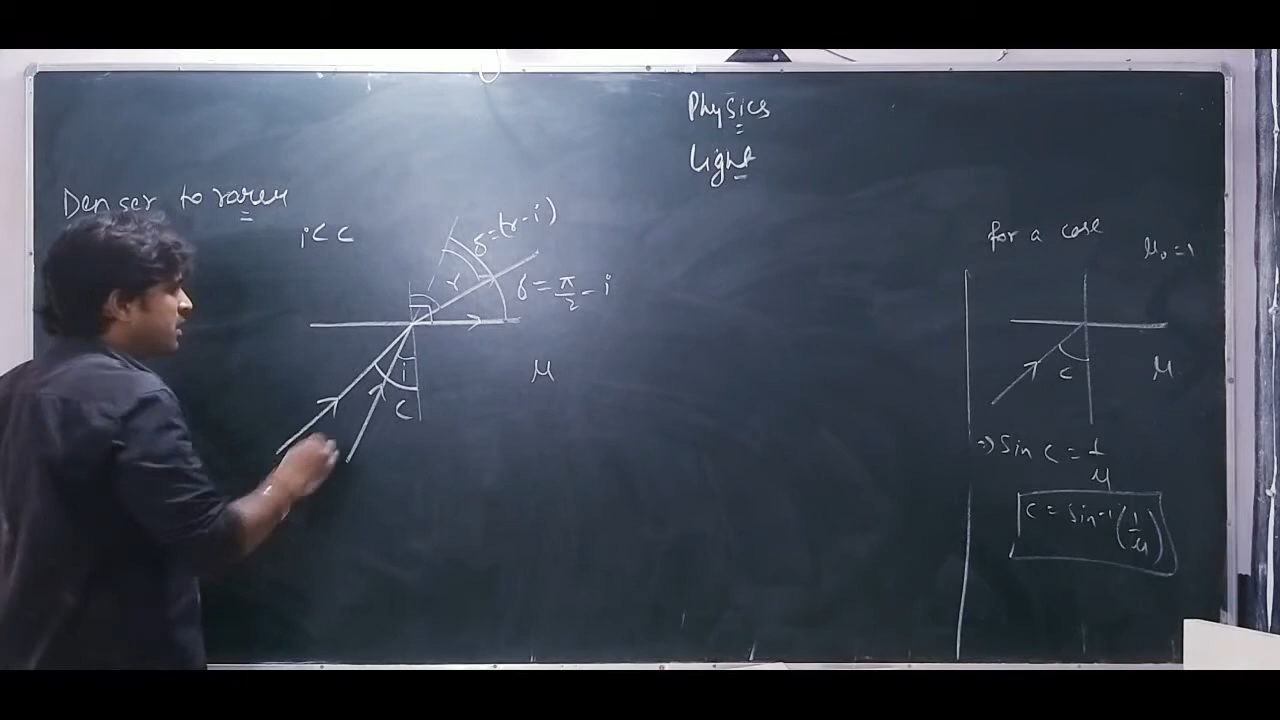 Physics
Light
Denser to rarer
i < C
δ = (r - i)
r
δ = π/2 - i
i
C
μ
for a case
μ₀ = 1
C
μ
⇒ Sin C = 1/μ
C = Sin⁻¹(1/μ)